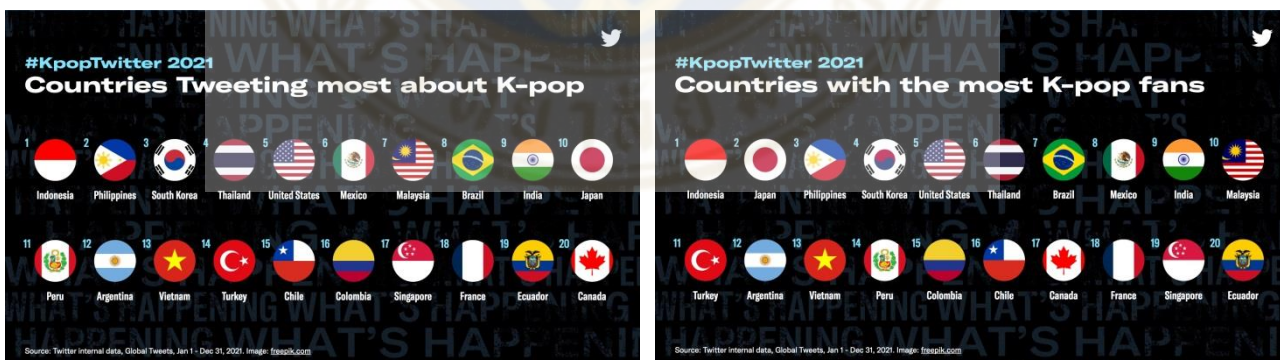 #KpopTwitter 2021
Countries Tweeting most about K-pop
1 2 3 4 5 6 7 8 9 10
Indonesia Philippines South Korea Thailand United States Mexico Malaysia Brazil India Japan
11 12 13 14 15 16 17 18 19 20
Peru Argentina Vietnam Turkey Chile Colombia Singapore France Ecuador Canada
Source: Twitter internal data, Global Tweets, Jan 1 - Dec 31, 2021. Image: freepik.com
#KpopTwitter 2021
Countries with the most K-pop fans
1 2 3 4 5 6 7 8 9 10
Indonesia Japan Philippines South Korea United States Thailand Brazil Mexico India Malaysia
11 12 13 14 15 16 17 18 19 20
Turkey Argentina Vietnam Peru Colombia Chile Canada France Singapore Ecuador
Source: Twitter internal data, Global Tweets, Jan 1 - Dec 31, 2021. Image: freepik.com